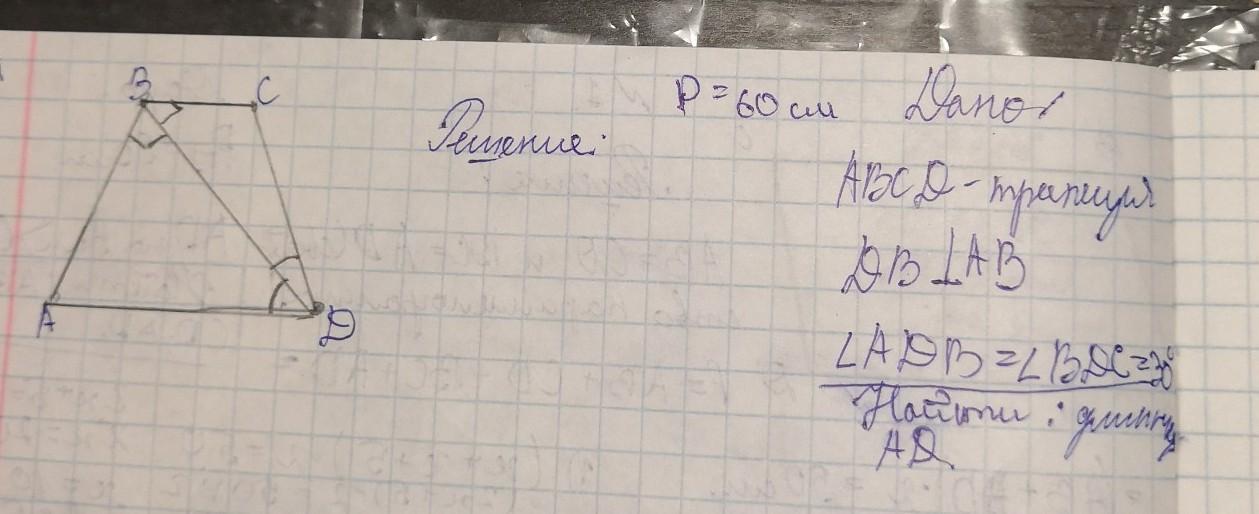 B C
A D
Решение:
P = 60 см
Дано:
ABCD - трапеция
DB ⊥ AB
∠ADB = ∠BDC = 30°
Найти: длину
AD